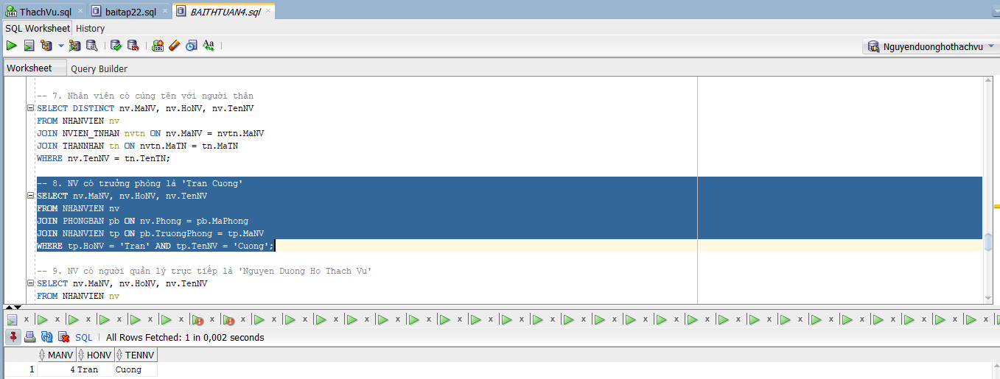 ThachVu.sql baitap22.sql BAITHTUAN4.sql
SQL Worksheet History
Nguyenduonghothachvu
Worksheet Query Builder
-- 7. Nhân viên có cùng tên với người thân
SELECT DISTINCT nv.MaNV, nv.HoNV, nv.TenNV
FROM NHANVIEN nv
JOIN NVIEN_TNHAN nvtn ON nv.MaNV = nvtn.MaNV
JOIN THANNHAN tn ON nvtn.MaTN = tn.MaTN
WHERE nv.TenNV = tn.TenTN;
-- 8. NV có trưởng phòng là 'Tran Cuong'
SELECT nv.MaNV, nv.HoNV, nv.TenNV
FROM NHANVIEN nv
JOIN PHONGBAN pb ON nv.Phong = pb.MaPhong
JOIN NHANVIEN tp ON pb.TruongPhong = tp.MaNV
WHERE tp.HoNV = 'Tran' AND tp.TenNV = 'Cuong';
-- 9. NV có người quản lý trực tiếp là 'Nguyen Duong Ho Thach Vu'
SELECT nv.MaNV, nv.HoNV, nv.TenNV
FROM NHANVIEN nv
SQL All Rows Fetched: 1 in 0,002 seconds
MANV HONV TENNV
1 4 Tran Cuong